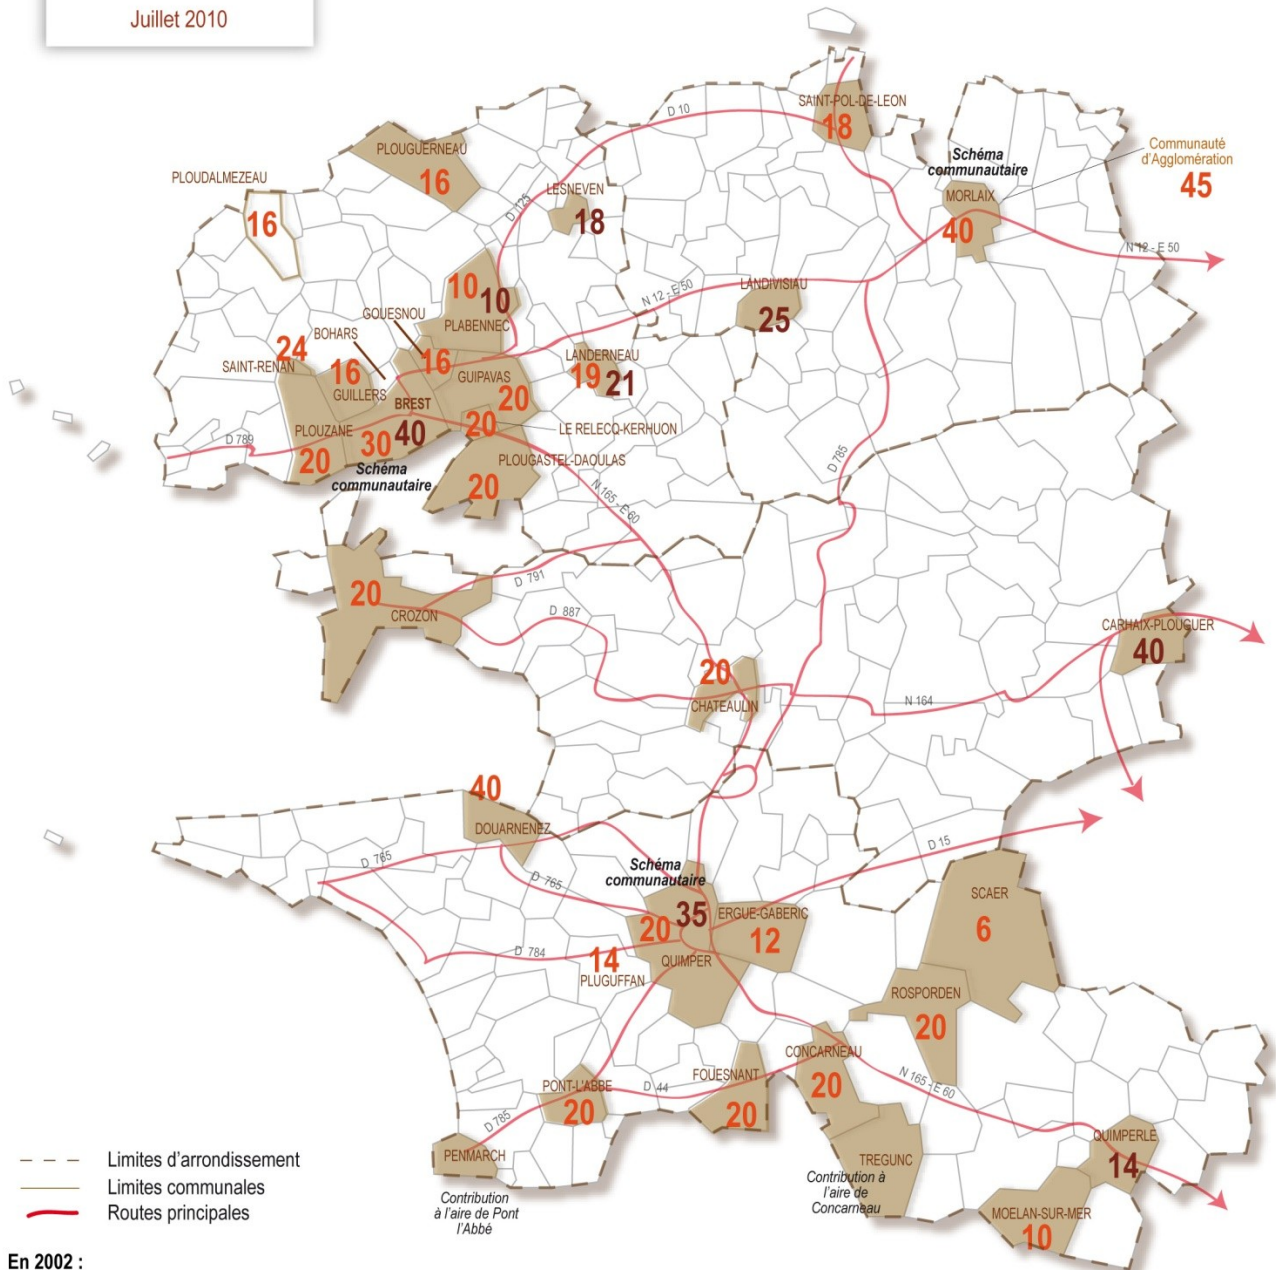 Juillet 2010
SAINT-POL-DE-LEON
18
D 10
PLOUGUERNEAU
16
Schéma
communautaire
Communauté
d'Agglomération
45
PLOUDALMEZEAU
16
LESNEVEN
18
D 125
MORLAIX
40
N 12 - E 50
10
10
PLABENNEC
N 12 - E 50
LANDIVISIAU
25
GOUESNOU
16
BOHARS
24
SAINT-RENAN
16
GUILLERS
LANDERNEAU
19
21
GUIPAVAS
20
BREST
40
30
20
LE RELECQ-KERHUON
D 789
PLOUZANE
20
Schéma
communautaire
PLOUGASTEL-DAOULAS
20
D 785
N 165 - E 60
20
CROZON
D 791
D 887
CARHAIX-PLOUGUER
40
20
CHATEAULIN
N 164
40
DOUARNENEZ
D 765
D 765
D 15
Schéma
communautaire
35
20
ERGUE-GABERIC
12
SCAER
6
D 784
14
PLUGUFFAN
QUIMPER
ROSPORDEN
20
CONCARNEAU
20
FOUESNANT
20
PONT-L'ABBE
20
D 44
N 165 - E 60
D 785
PENMARCH
Contribution
à l'aire de Pont
l'Abbé
TREGUNC
Contribution à
l'aire de
Concarneau
QUIMPERLE
14
MOELAN-SUR-MER
10
Limites d'arrondissement
Limites communales
Routes principales
En 2002 :